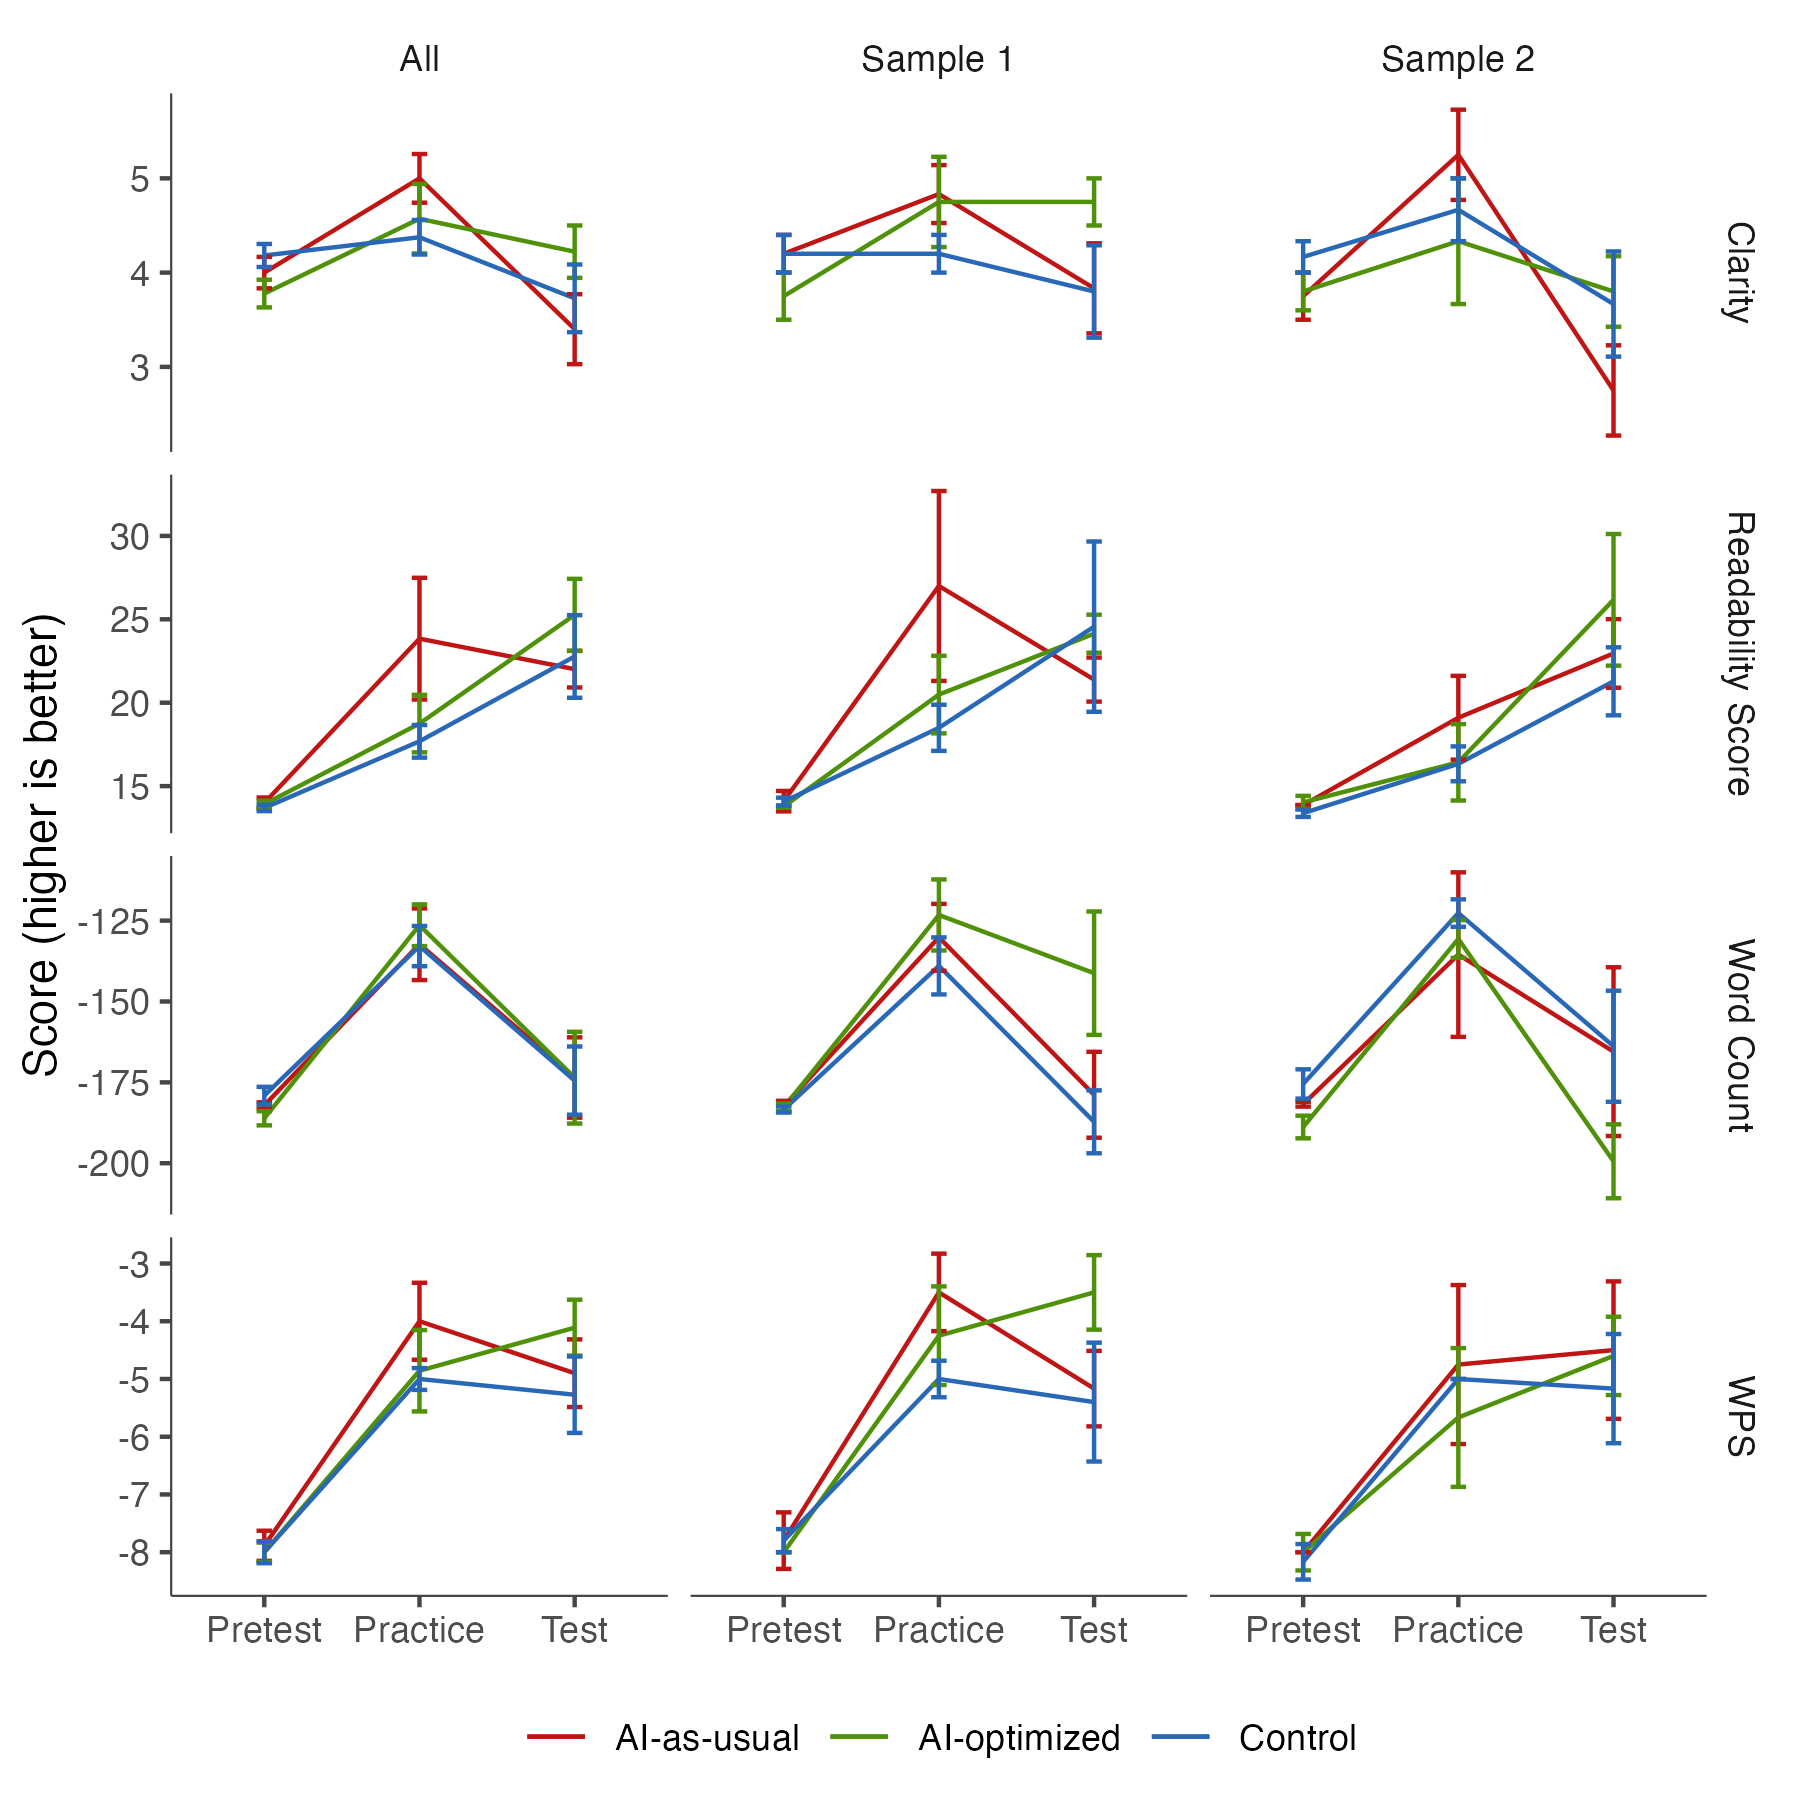 All
Sample 1
Sample 2
Score (higher is better)
5
4
3
Clarity
30
25
20
15
Readability Score
-125
-150
-175
-200
Word Count
-3
-4
-5
-6
-7
-8
WPS
Pretest Practice Test
Pretest Practice Test
Pretest Practice Test
AI-as-usual AI-optimized Control